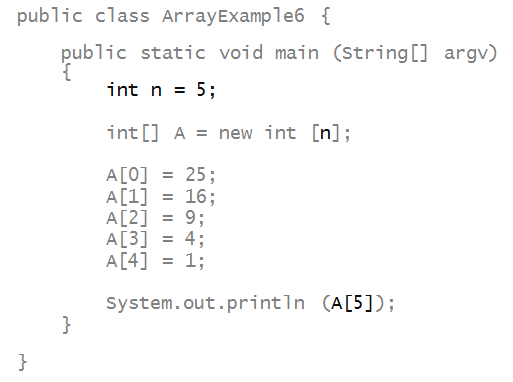 public class ArrayExample6 {
public static void main (String[] argv)
{
int n = 5;
int[] A = new int [n];
A[0] = 25;
A[1] = 16;
A[2] = 9;
A[3] = 4;
A[4] = 1;
System.out.println (A[5]);
}
}